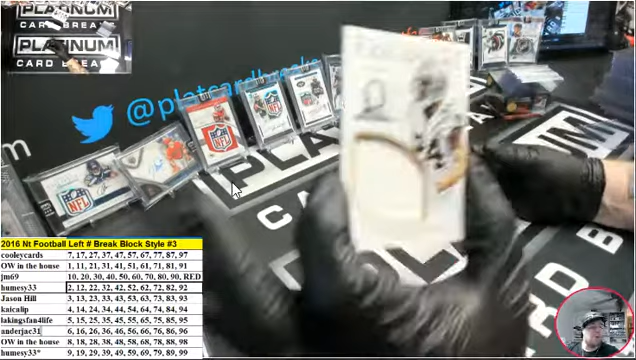 PLATINUM
CARD BREAK
PLATINUM
CARD BREAK
@platcardbreaks
PLATINUM
NFL
NFL
NFL
NFL
2016 Nt Football Left # Break Block Style #3
cooleycards 7, 17, 27, 37, 47, 57, 67, 77, 87, 97
OW in the house 1, 11, 21, 31, 41, 51, 61, 71, 81, 91
jm69 10, 20, 30, 40, 50, 60, 70, 80, 90, RED
humesy33 2, 12, 22, 32, 42, 52, 62, 72, 82, 92
Jason Hill 3, 13, 23, 33, 43, 53, 63, 73, 83, 93
kaicalip 4, 14, 24, 34, 44, 54, 64, 74, 84, 94
lakingsfan4life 5, 15, 25, 35, 45, 55, 65, 75, 85, 95
anderjac31 6, 16, 26, 36, 46, 56, 66, 76, 86, 96
OW in the house 8, 18, 28, 38, 48, 58, 68, 78, 88, 98
humesy33* 9, 19, 29, 39, 49, 59, 69, 79, 89, 99